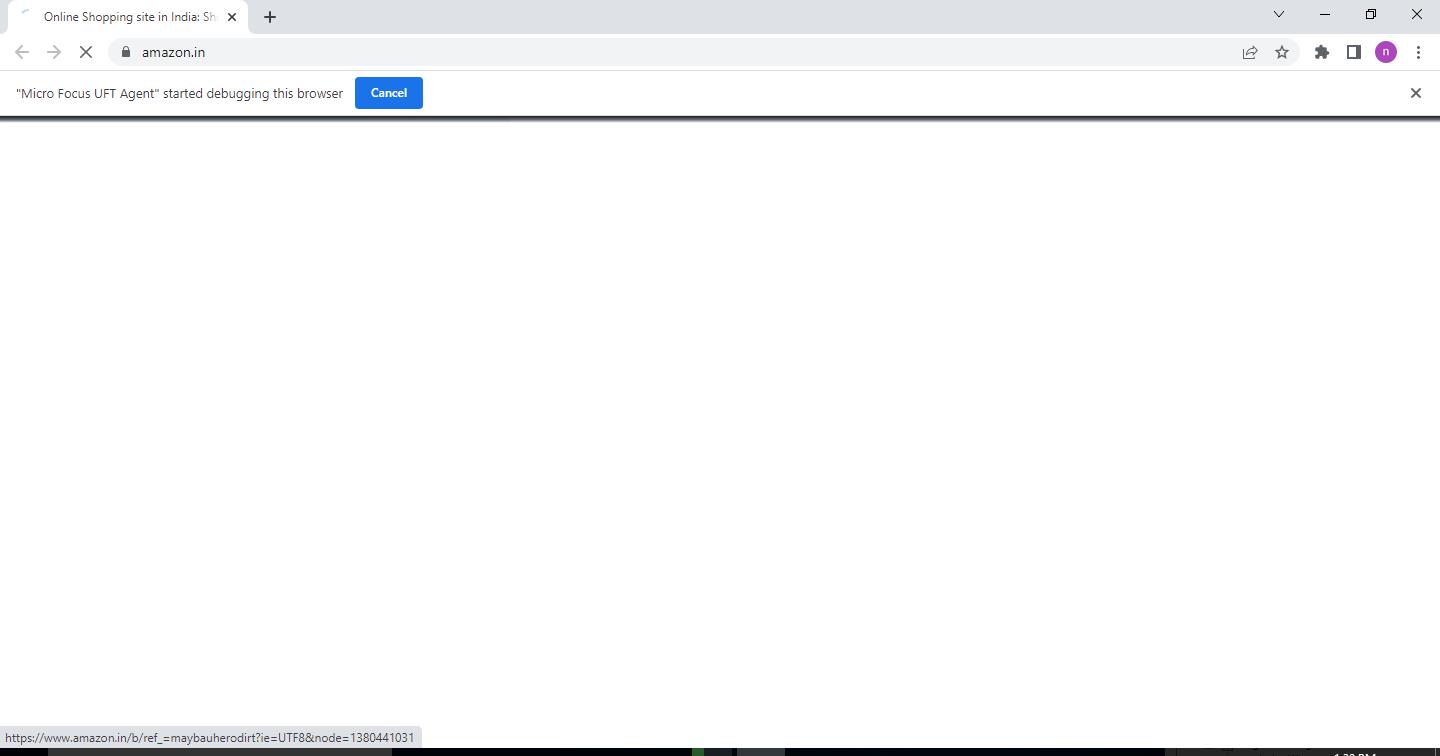 Online Shopping site in India: Sh
amazon.in
n
"Micro Focus UFT Agent" started debugging this browser
Cancel
https://www.amazon.in/b/ref_=maybauherodirt?ie=UTF8&node=1380441031